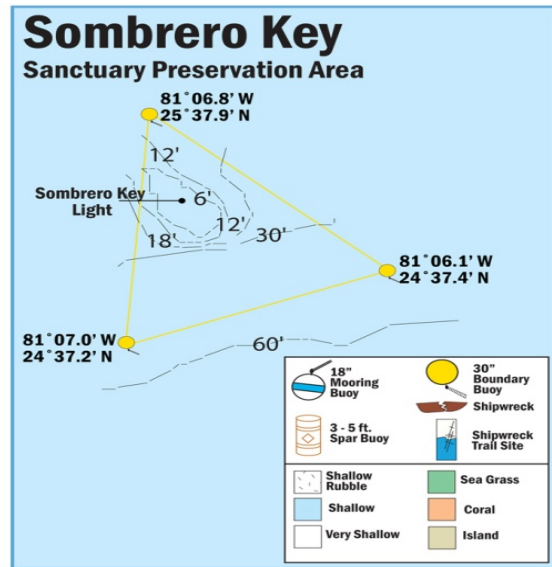 Sombrero Key
Sanctuary Preservation Area
81°06.8' W
25°37.9' N
12'
Sombrero Key
Light
6'
12'
18'
30'
81°06.1' W
24°37.4' N
81°07.0' W
24°37.2' N
60'
18"
Mooring
Buoy
30"
Boundary
Buoy
Shipwreck
3 - 5 ft.
Spar Buoy
Shipwreck
Trail Site
Shallow
Rubble
Sea Grass
Shallow
Coral
Very Shallow
Island